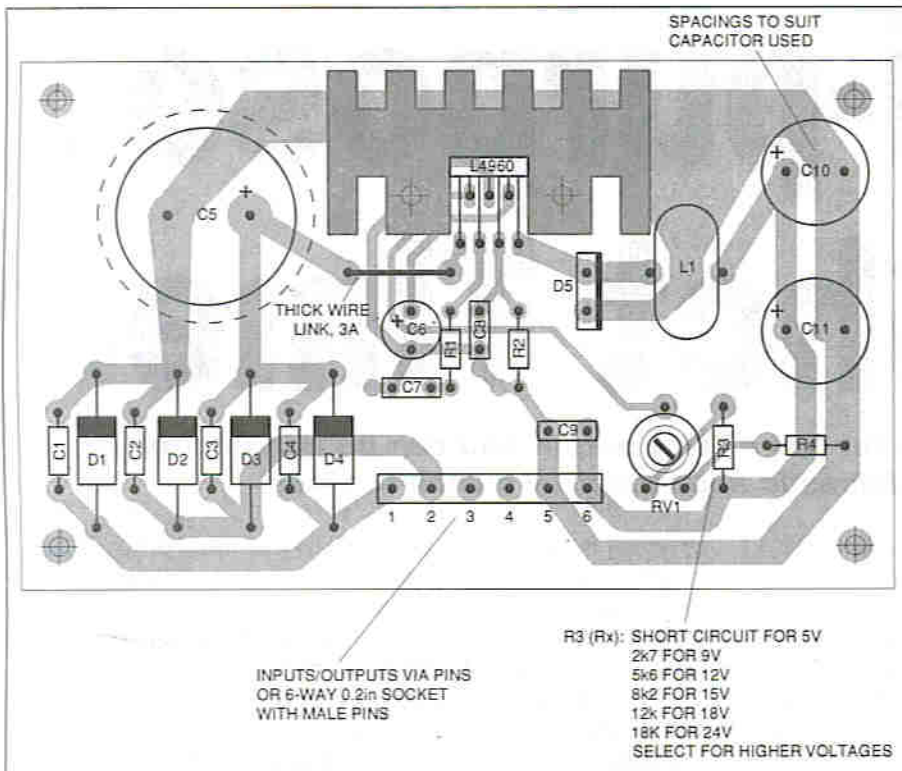 SPACINGS TO SUIT
CAPACITOR USED
L4960
+
C10
+
C5
L1
D5
THICK WIRE
LINK, 3A
+
C6
R1
C8
R2
+
C11
C7
C9
C1
D1
C2
D2
C3
D3
C4
D4
R3
R4
RV1
1 2 3 4 5 6
INPUTS/OUTPUTS VIA PINS
OR 6-WAY 0.2in SOCKET
WITH MALE PINS
R3 (Rx): SHORT CIRCUIT FOR 5V
2k7 FOR 9V
5k6 FOR 12V
8k2 FOR 15V
12k FOR 18V
18K FOR 24V
SELECT FOR HIGHER VOLTAGES